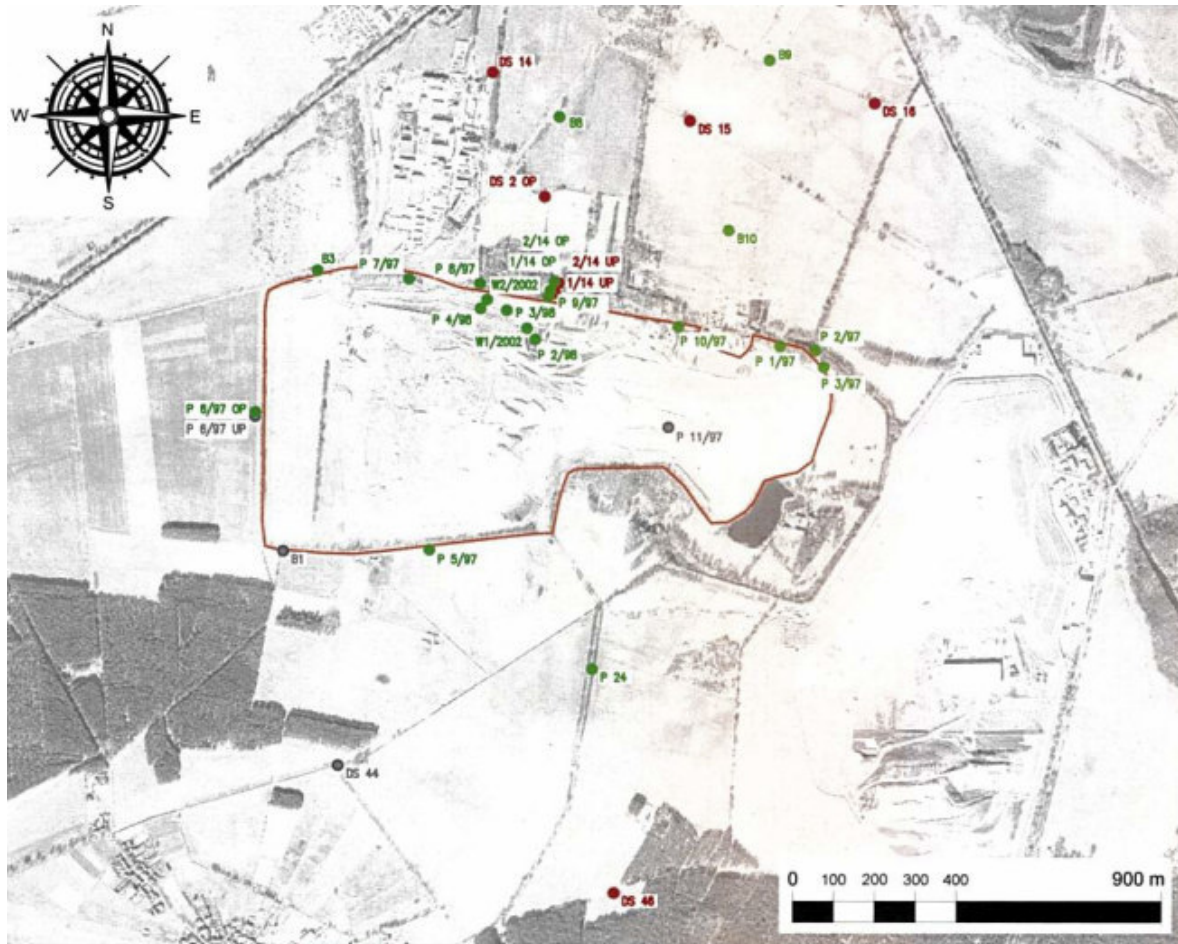 N
W E
S
DS 14
B9
DS 16
B8
DS 15
DS 2 OP
B10
2/14 OP
1/14 OP
2/14 UP
1/14 UP
B3
P 7/97
P 8/97
W2/2002
P 9/97
P 4/98
P 3/98
W1/2002
P 2/98
P 10/97
P 1/97
P 2/97
P 3/97
P 6/97 OP
P 6/97 UP
P 11/97
B1
P 5/97
P 24
DS 44
DS 46
0 100 200 300 400 900 m